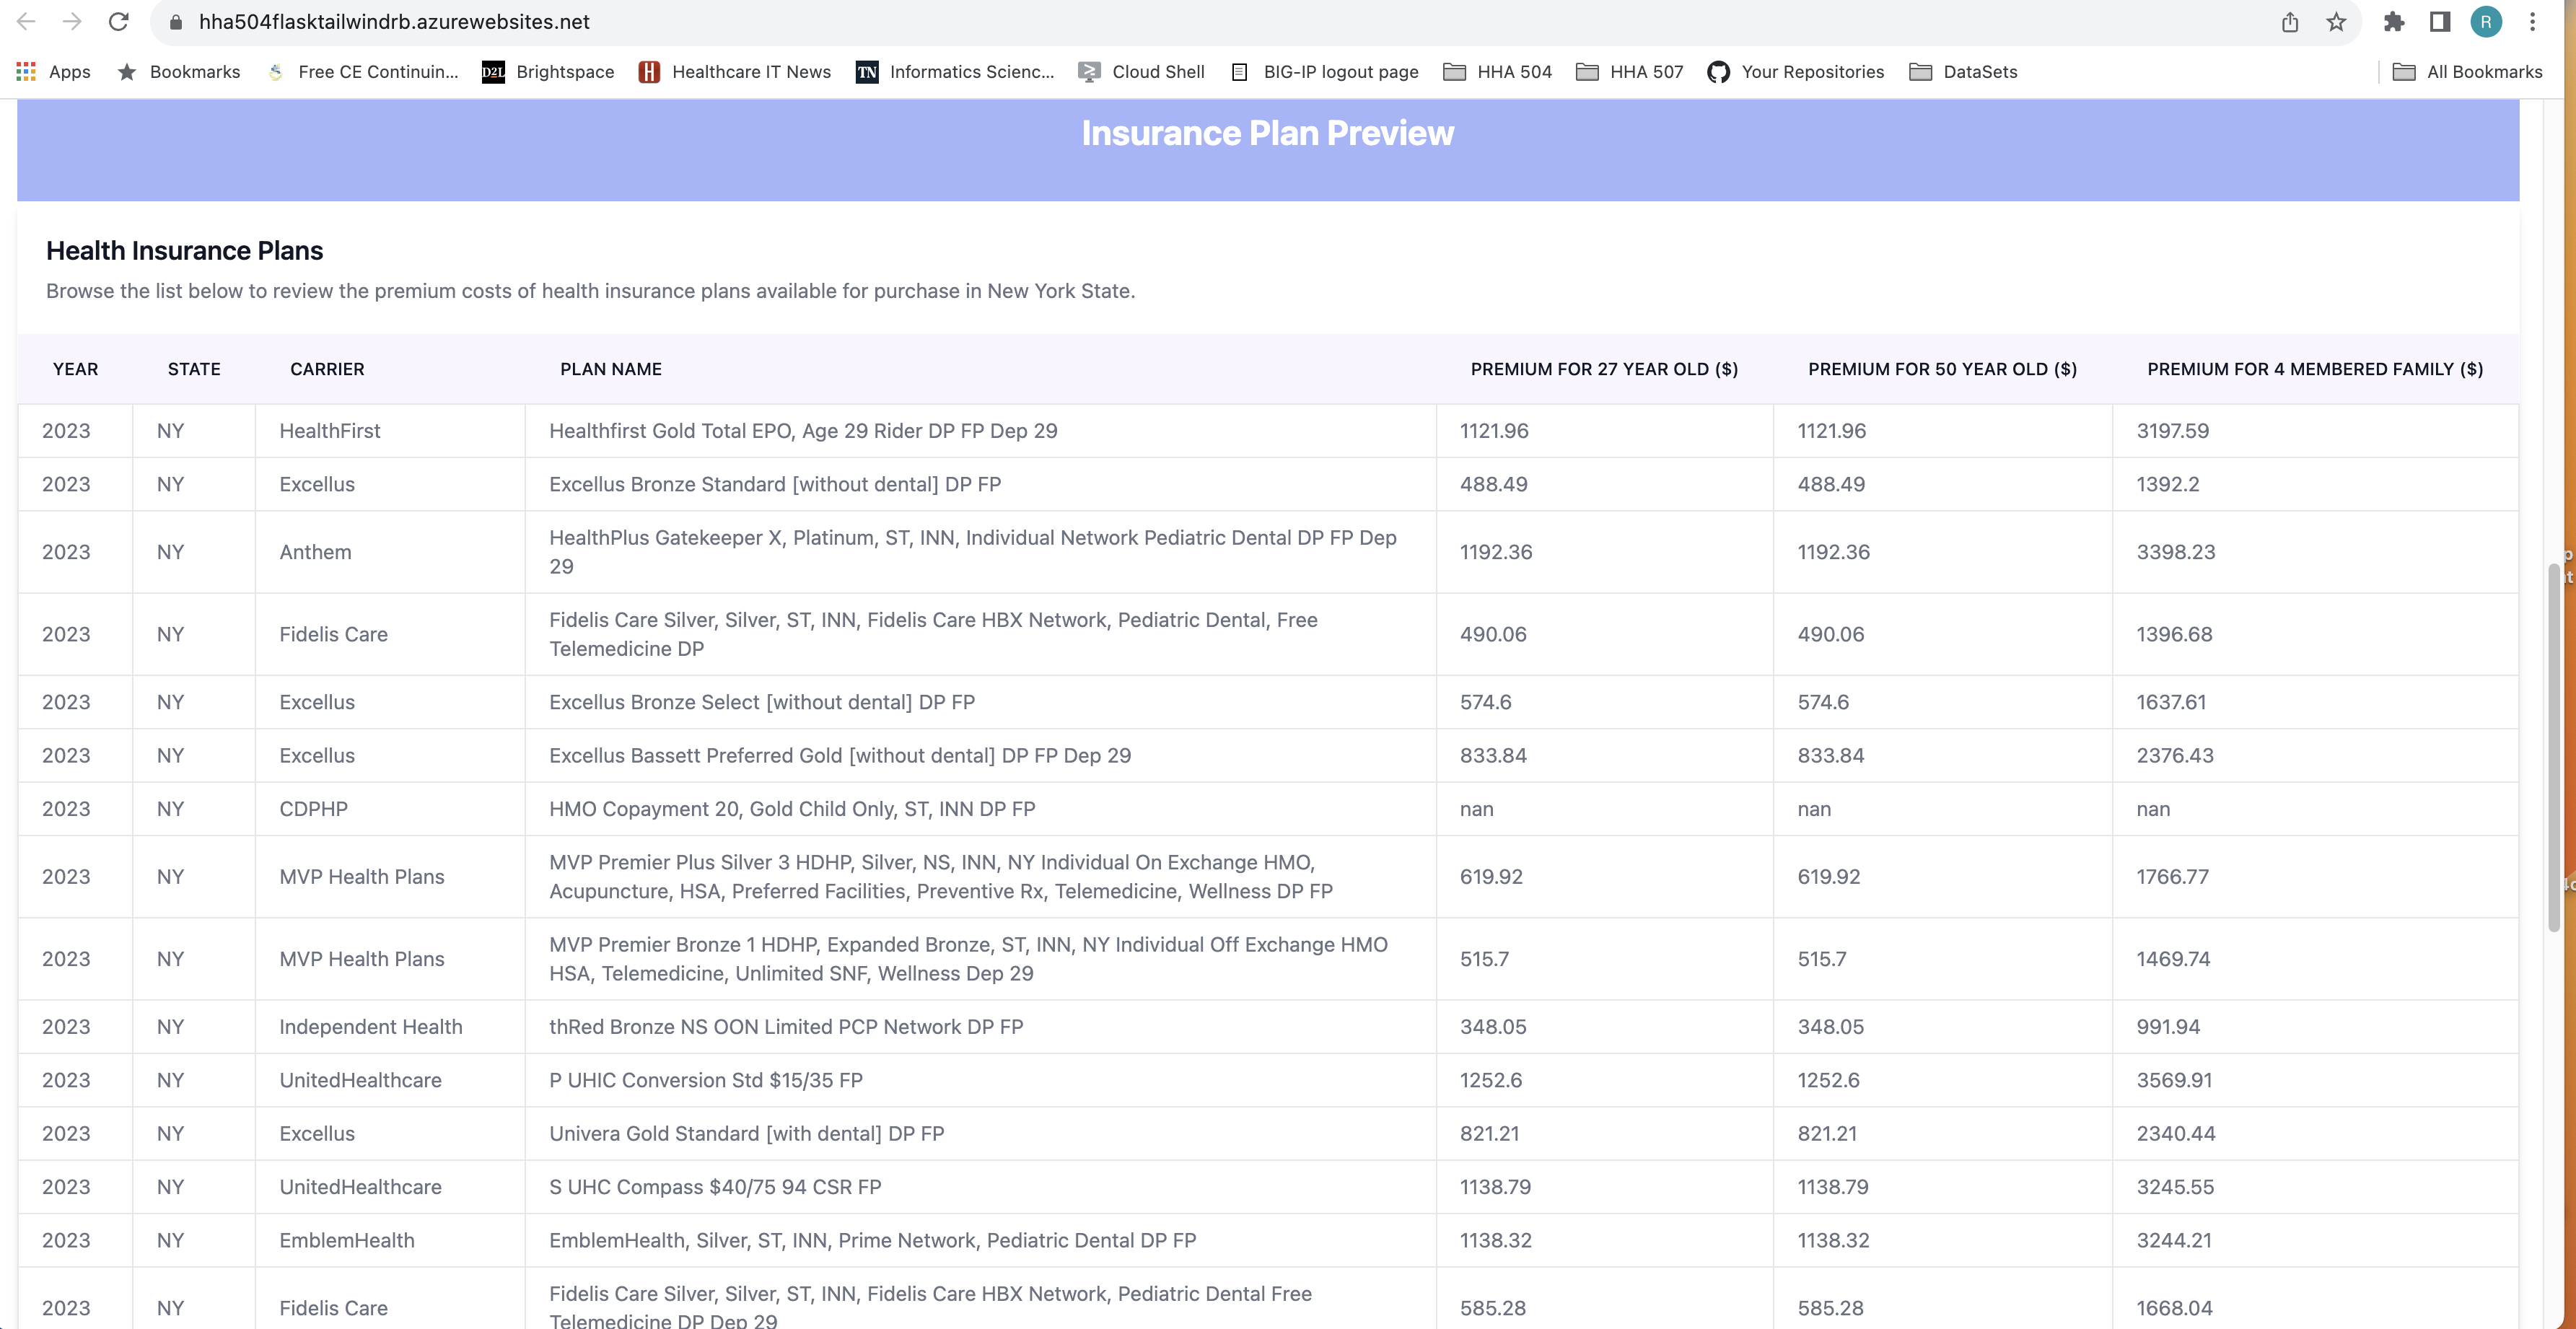 hha504flasktailwindrb.azurewebsites.net
R
Apps Bookmarks Free CE Continuin... D2L Brightspace H Healthcare IT News TN Informatics Scienc... Cloud Shell BIG-IP logout page HHA 504 HHA 507 Your Repositories DataSets All Bookmarks
Insurance Plan Preview
Health Insurance Plans
Browse the list below to review the premium costs of health insurance plans available for purchase in New York State.
YEAR STATE CARRIER PLAN NAME PREMIUM FOR 27 YEAR OLD ($) PREMIUM FOR 50 YEAR OLD ($) PREMIUM FOR 4 MEMBERED FAMILY ($)
2023 NY HealthFirst Healthfirst Gold Total EPO, Age 29 Rider DP FP Dep 29 1121.96 1121.96 3197.59
2023 NY Excellus Excellus Bronze Standard [without dental] DP FP 488.49 488.49 1392.2
2023 NY Anthem HealthPlus Gatekeeper X, Platinum, ST, INN, Individual Network Pediatric Dental DP FP Dep
29 1192.36 1192.36 3398.23
2023 NY Fidelis Care Fidelis Care Silver, Silver, ST, INN, Fidelis Care HBX Network, Pediatric Dental, Free
Telemedicine DP 490.06 490.06 1396.68
2023 NY Excellus Excellus Bronze Select [without dental] DP FP 574.6 574.6 1637.61
2023 NY Excellus Excellus Bassett Preferred Gold [without dental] DP FP Dep 29 833.84 833.84 2376.43
2023 NY CDPHP HMO Copayment 20, Gold Child Only, ST, INN DP FP nan nan nan
2023 NY MVP Health Plans MVP Premier Plus Silver 3 HDHP, Silver, NS, INN, NY Individual On Exchange HMO,
Acupuncture, HSA, Preferred Facilities, Preventive Rx, Telemedicine, Wellness DP FP 619.92 619.92 1766.77
2023 NY MVP Health Plans MVP Premier Bronze 1 HDHP, Expanded Bronze, ST, INN, NY Individual Off Exchange HMO
HSA, Telemedicine, Unlimited SNF, Wellness Dep 29 515.7 515.7 1469.74
2023 NY Independent Health thRed Bronze NS OON Limited PCP Network DP FP 348.05 348.05 991.94
2023 NY UnitedHealthcare P UHIC Conversion Std $15/35 FP 1252.6 1252.6 3569.91
2023 NY Excellus Univera Gold Standard [with dental] DP FP 821.21 821.21 2340.44
2023 NY UnitedHealthcare S UHC Compass $40/75 94 CSR FP 1138.79 1138.79 3245.55
2023 NY EmblemHealth EmblemHealth, Silver, ST, INN, Prime Network, Pediatric Dental DP FP 1138.32 1138.32 3244.21
2023 NY Fidelis Care Fidelis Care Silver, Silver, ST, INN, Fidelis Care HBX Network, Pediatric Dental Free
Telemedicine DP Dep 29 585.28 585.28 1668.04